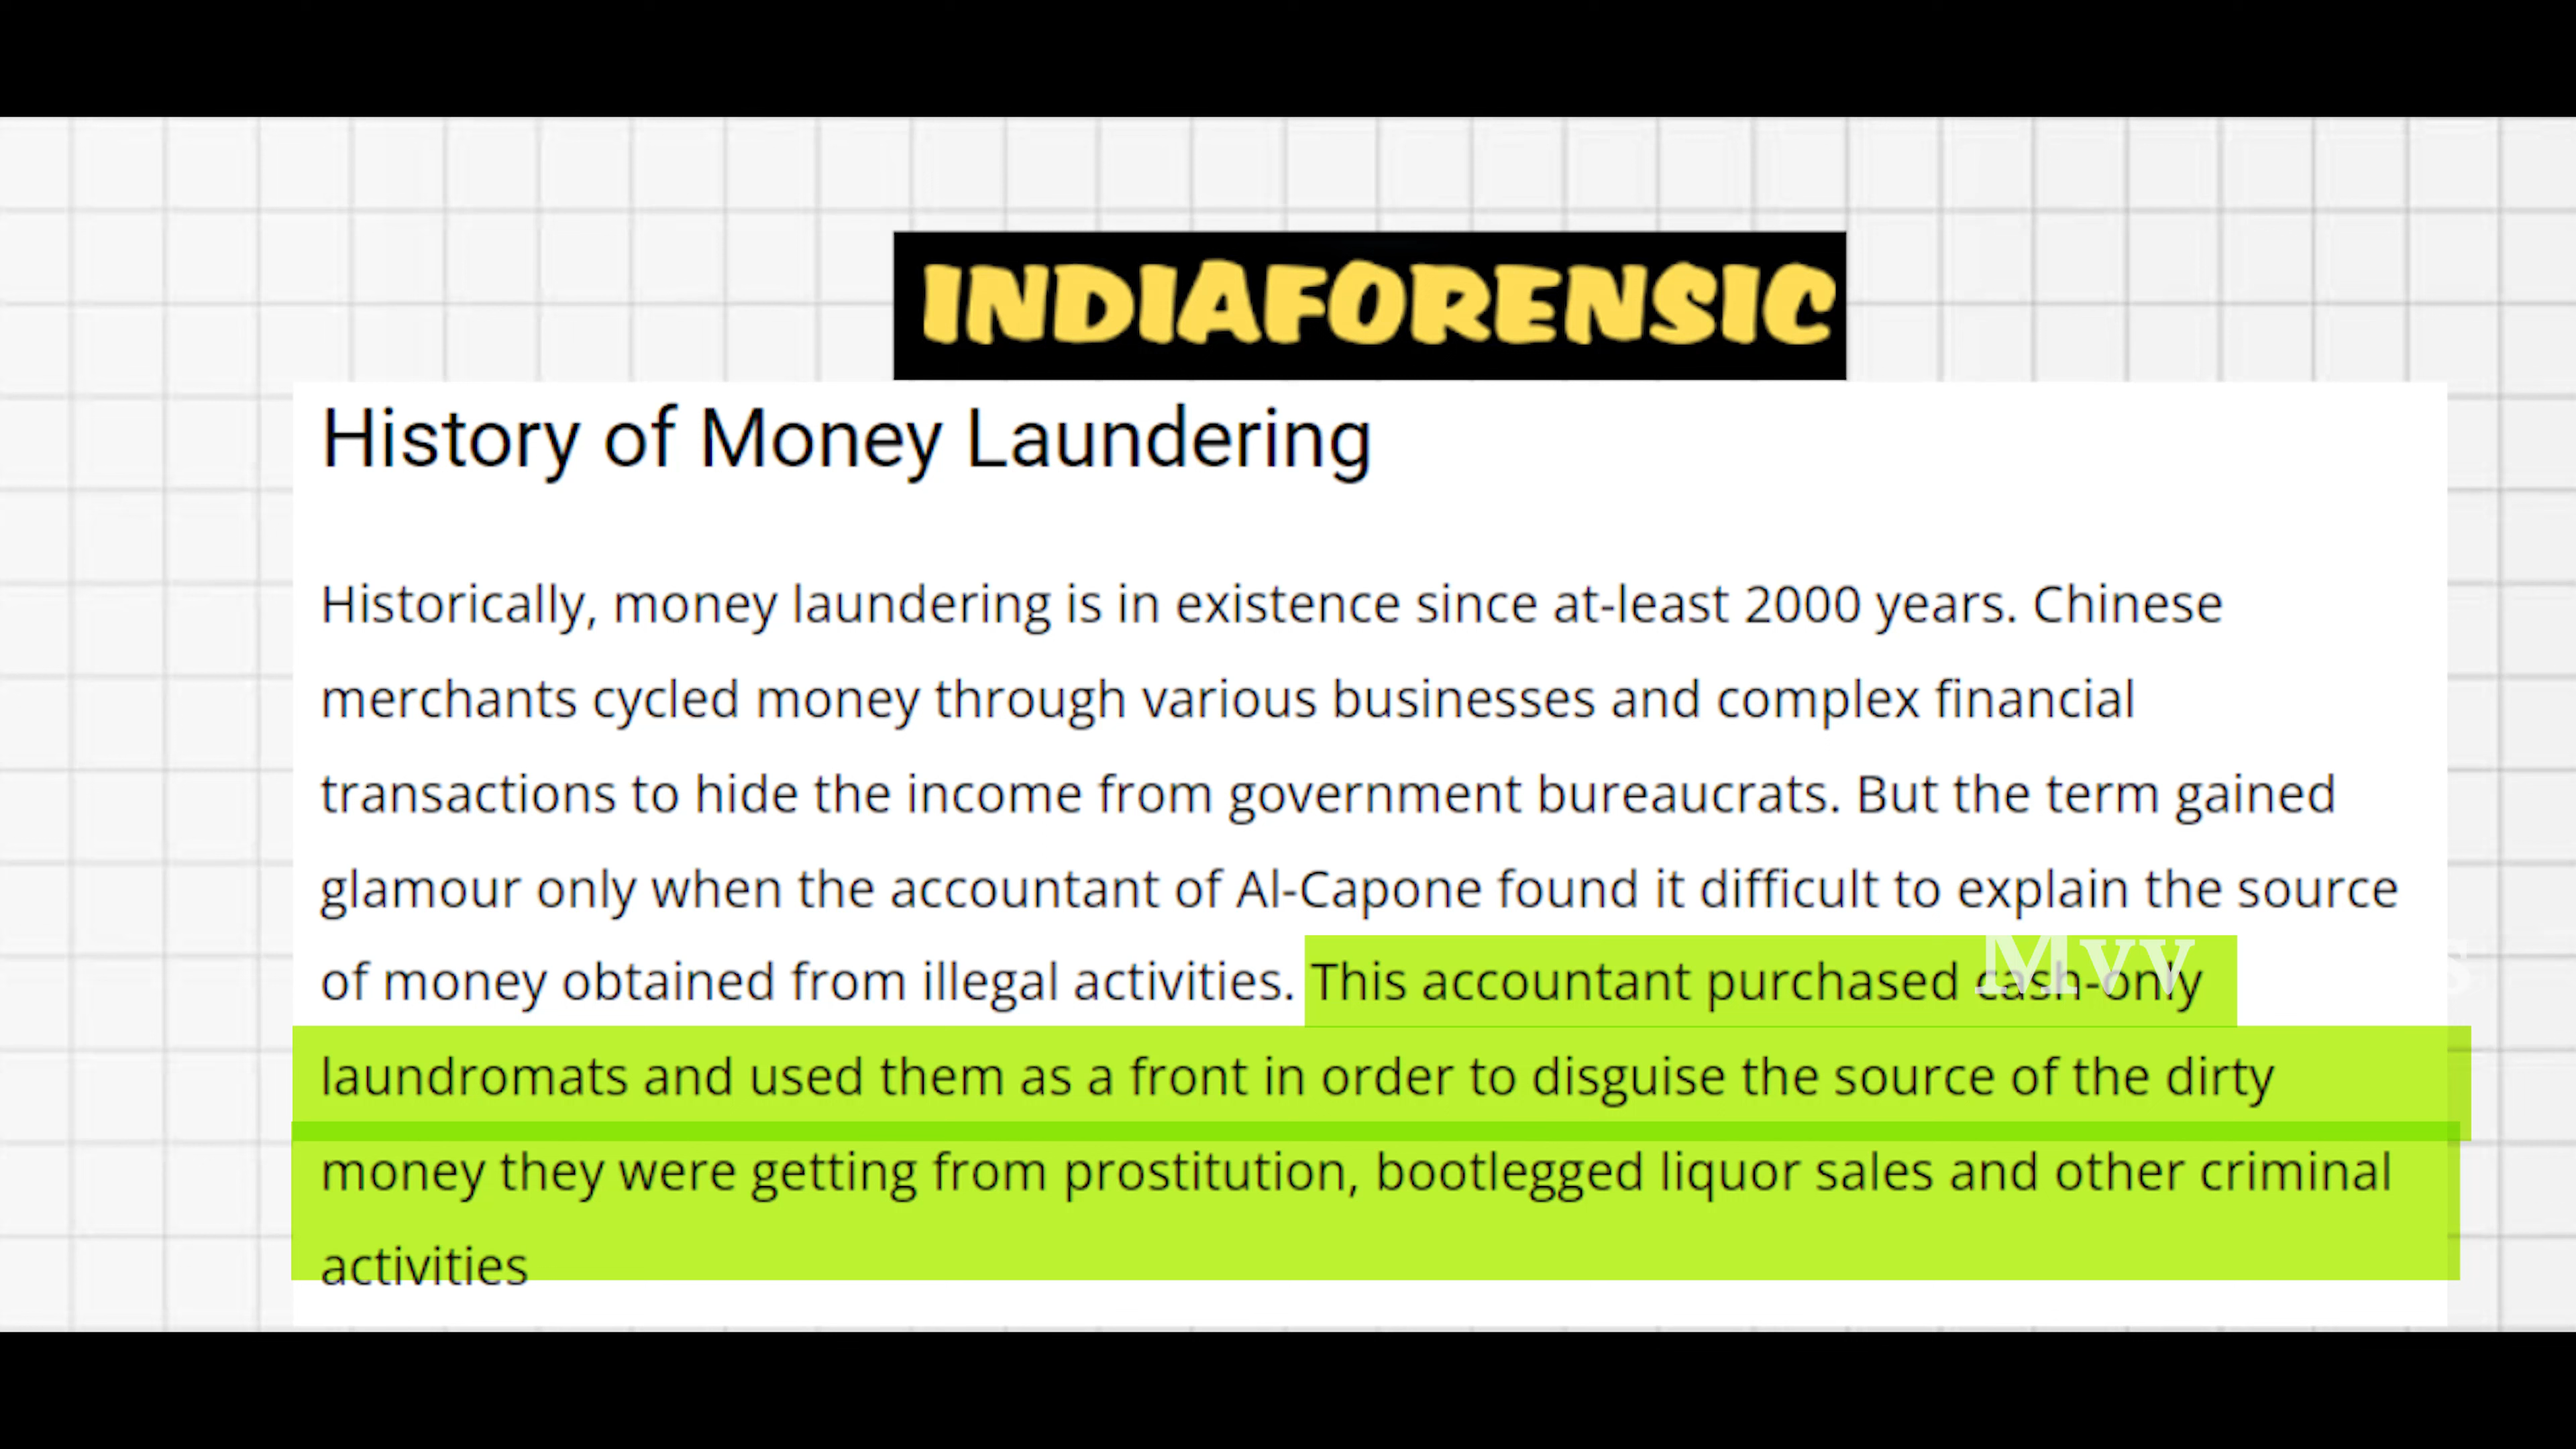 INDIAFORENSIC
History of Money Laundering
Historically, money laundering is in existence since at-least 2000 years. Chinese
merchants cycled money through various businesses and complex financial
transactions to hide the income from government bureaucrats. But the term gained
glamour only when the accountant of Al-Capone found it difficult to explain the source
of money obtained from illegal activities. This accountant purchased cash-only
laundromats and used them as a front in order to disguise the source of the dirty
money they were getting from prostitution, bootlegged liquor sales and other criminal
activities